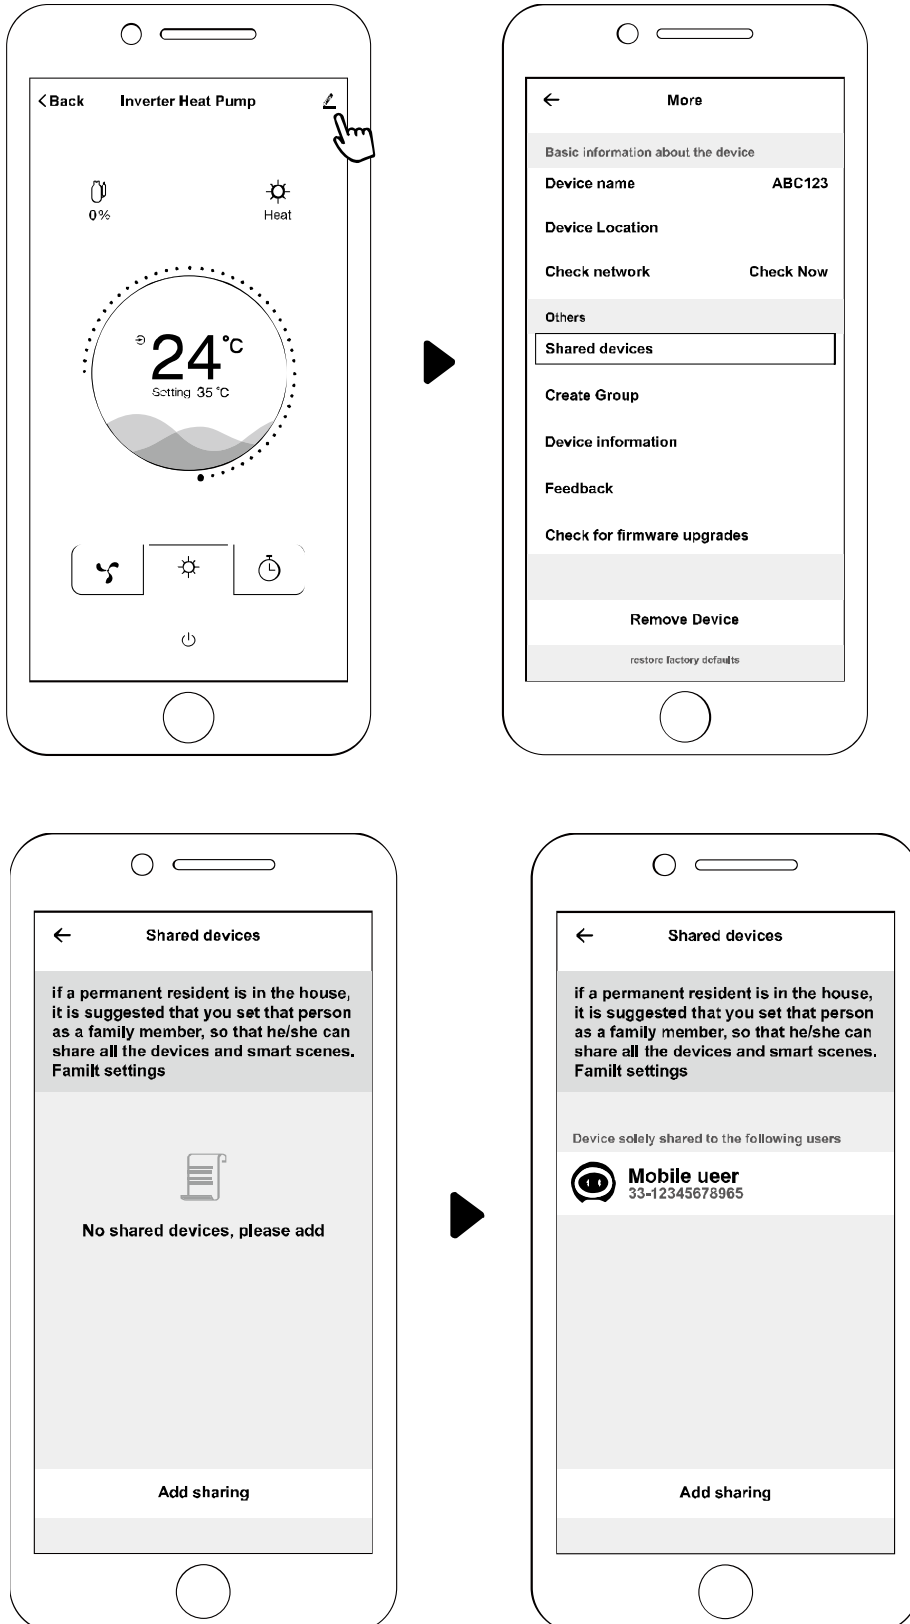 Back Inverter Heat Pump
0%
Heat
24°C
Setting 35°C
More
Basic information about the device
Device name ABC123
Device Location
Check network Check Now
Others
Shared devices
Create Group
Device information
Feedback
Check for firmware upgrades
Remove Device
restore factory defaults
Shared devices
if a permanent resident is in the house,
it is suggested that you set that person
as a family member, so that he/she can
share all the devices and smart scenes.
Familt settings
No shared devices, please add
Add sharing
Shared devices
if a permanent resident is in the house,
it is suggested that you set that person
as a family member, so that he/she can
share all the devices and smart scenes.
Familt settings
Device solely shared to the following users
Mobile ueer
33-12345678965
Add sharing